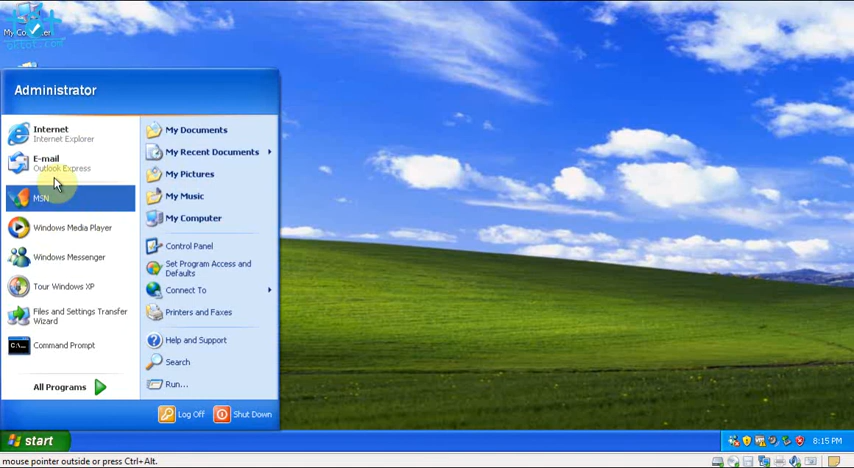 My Computer
Administrator
Internet
Internet Explorer
E-mail
Outlook Express
MSN
Windows Media Player
Windows Messenger
Tour Windows XP
Files and Settings Transfer
Wizard
Command Prompt
All Programs
My Documents
My Recent Documents
My Pictures
My Music
My Computer
Control Panel
Set Program Access and
Defaults
Connect To
Printers and Faxes
Help and Support
Search
Run...
Log Off
Shut Down
start
8:15 PM
mouse pointer outside or press Ctrl+Alt.